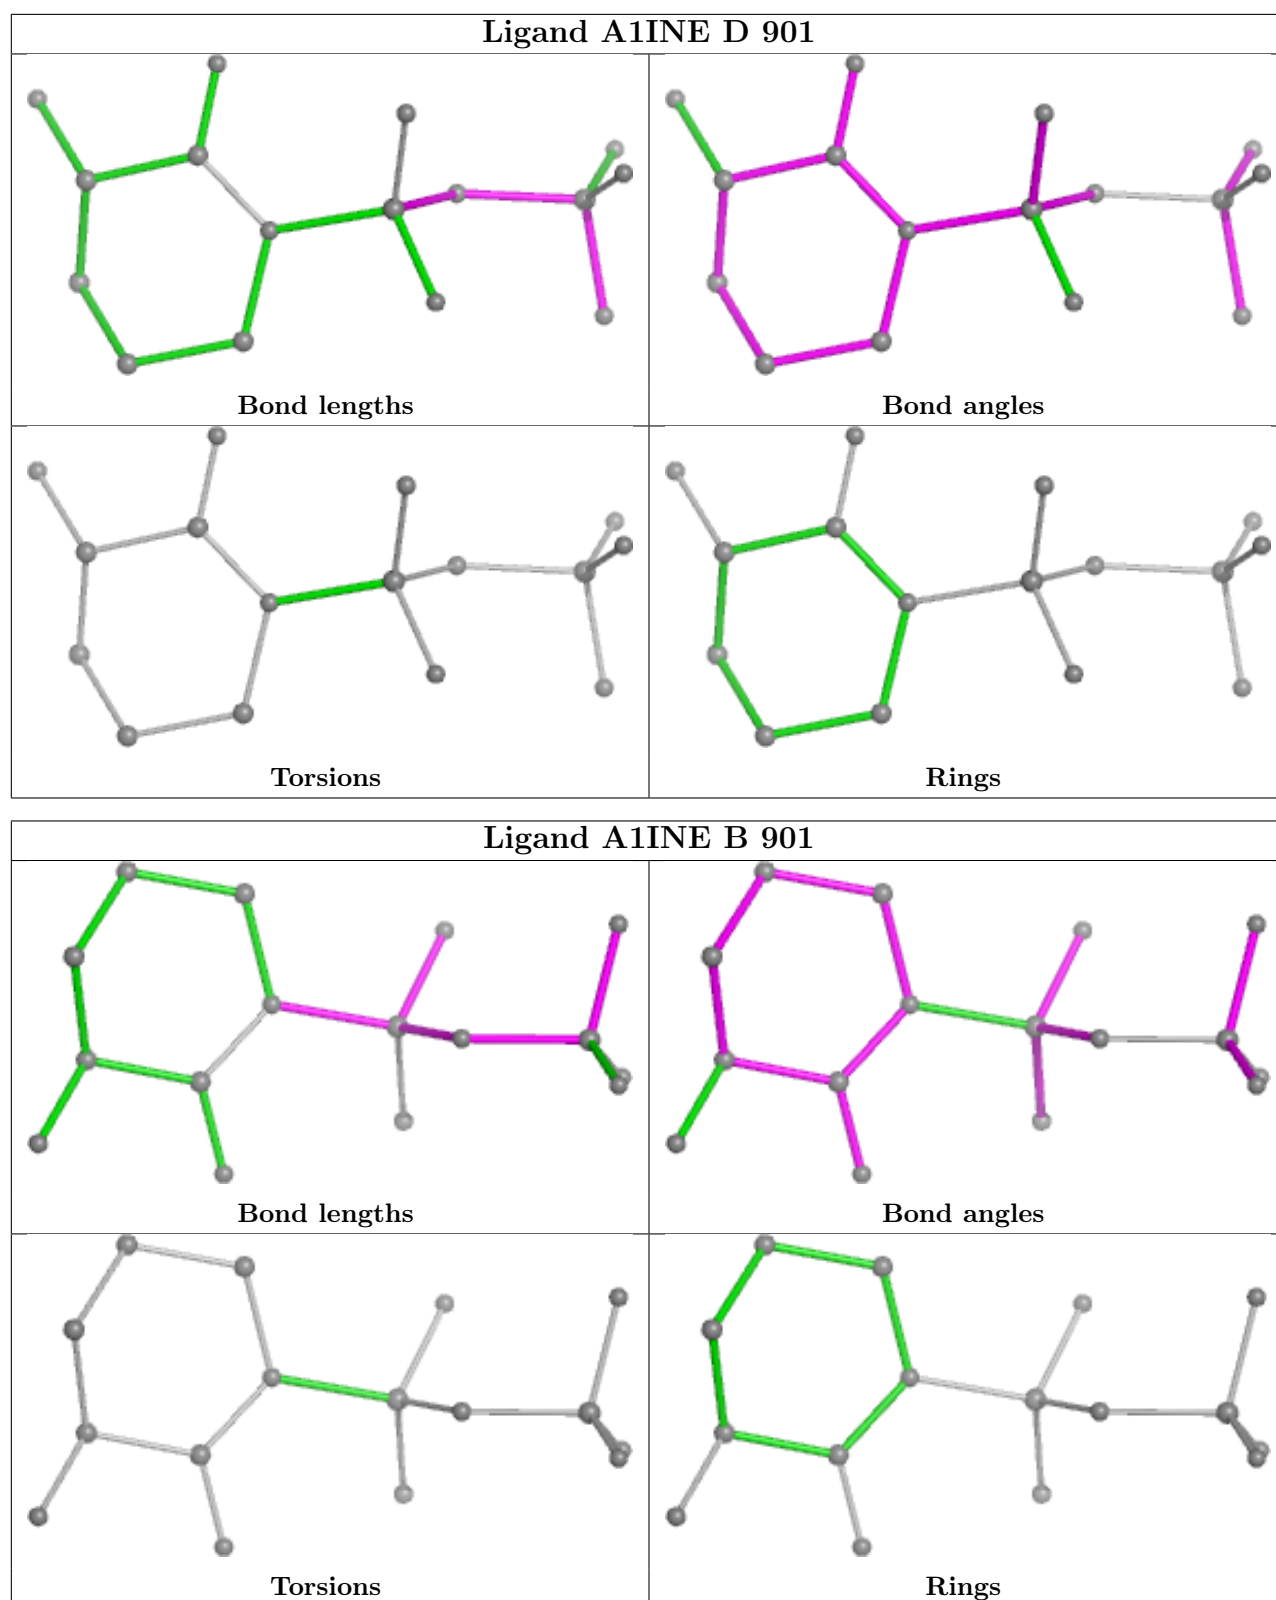 Ligand A1INE D 901
Bond lengths
Bond angles
Torsions
Rings
Ligand A1INE B 901
Bond lengths
Bond angles
Torsions
Rings